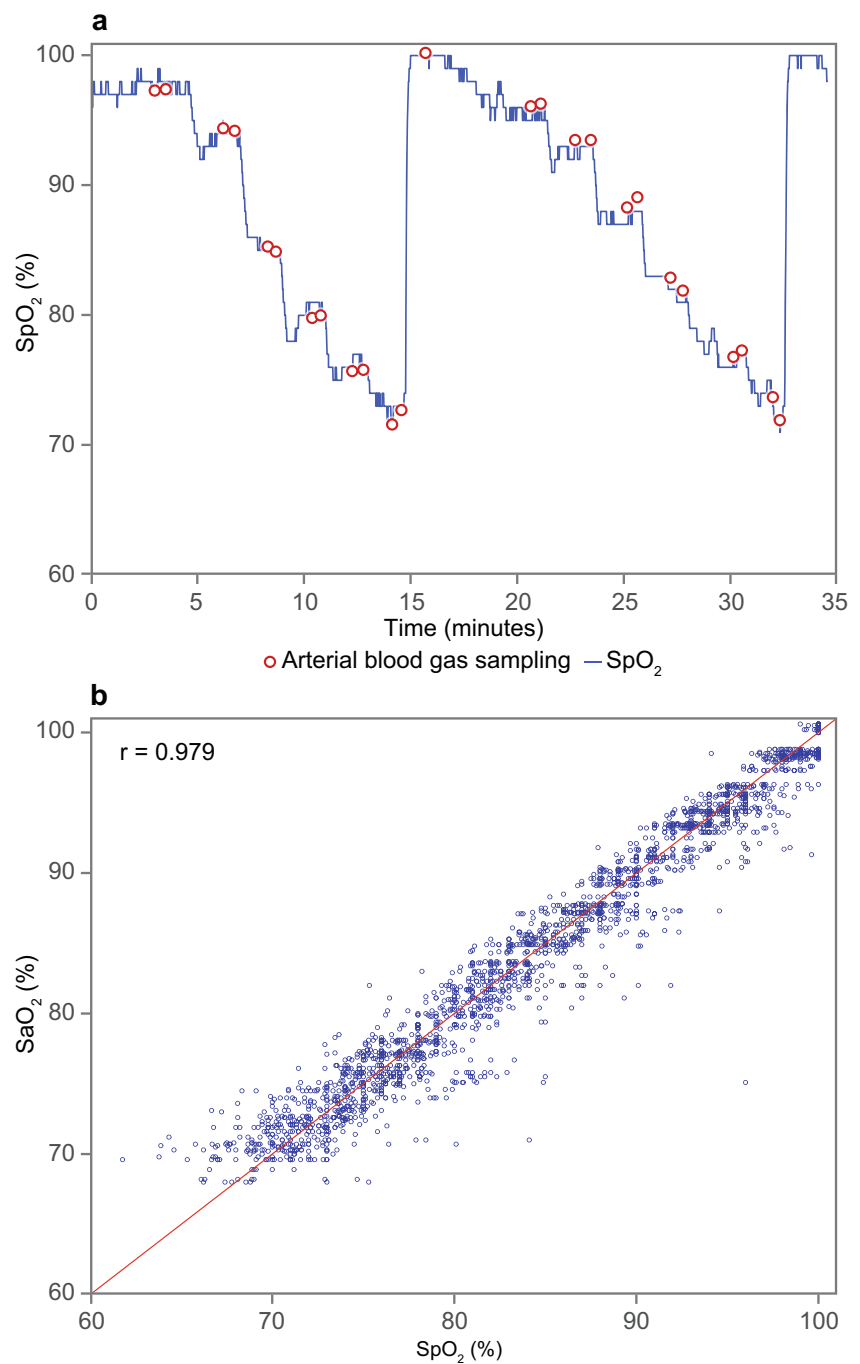 a
100
90
80
70
60
SpO₂ (%)
0 5 10 15 20 25 30 35
Time (minutes)
Arterial blood gas sampling SpO₂
b
r = 0.979
100
90
80
70
60
SaO₂ (%)
60 70 80 90 100
SpO₂ (%)